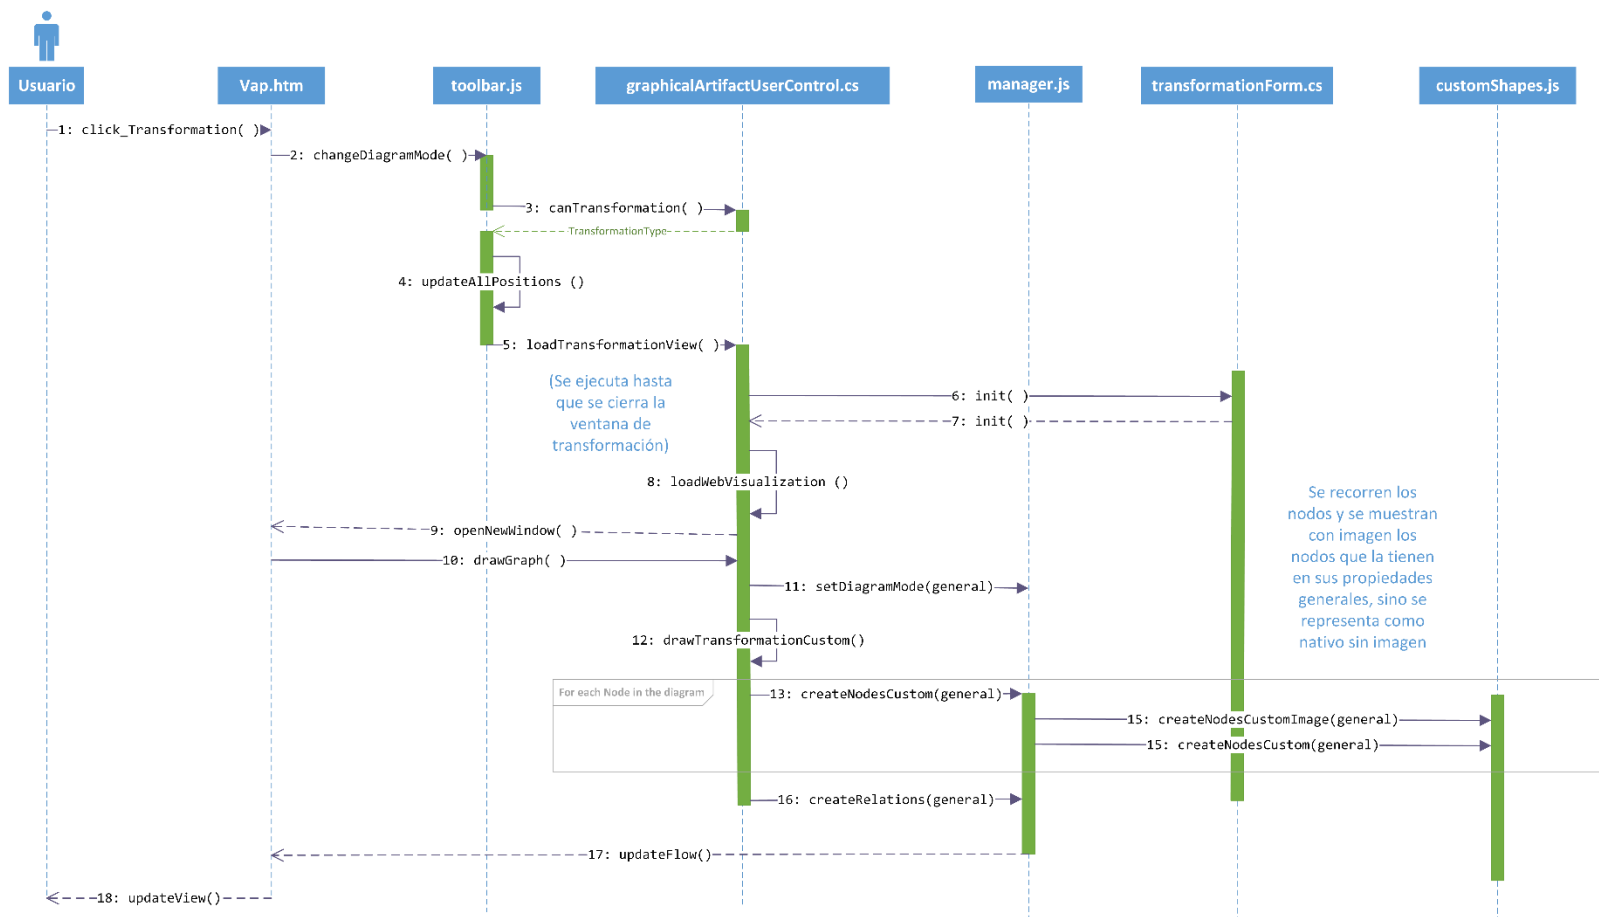 Usuario
Vap.htm
toolbar.js
graphicalArtifactUserControl.cs
manager.js
transformationForm.cs
customShapes.js
1: click_Transformation( )
2: changeDiagramMode( )
3: canTransformation( )
TransformationType
4: updateAllPositions ()
5: loadTransformationView( )
(Se ejecuta hasta
que se cierra la
ventana de
transformación)
6: init( )
7: init( )
8: loadWebVisualization ()
Se recorren los
nodos y se muestran
con imagen los
nodos que la tienen
en sus propiedades
generales, sino se
representa como
nativo sin imagen
9: openNewWindow( )
10: drawGraph( )
11: setDiagramMode(general)
12: drawTransformationCustom()
For each Node in the diagram
13: createNodesCustom(general)
15: createNodesCustomImage(general)
15: createNodesCustom(general)
16: createRelations(general)
17: updateFlow()
18: updateView()